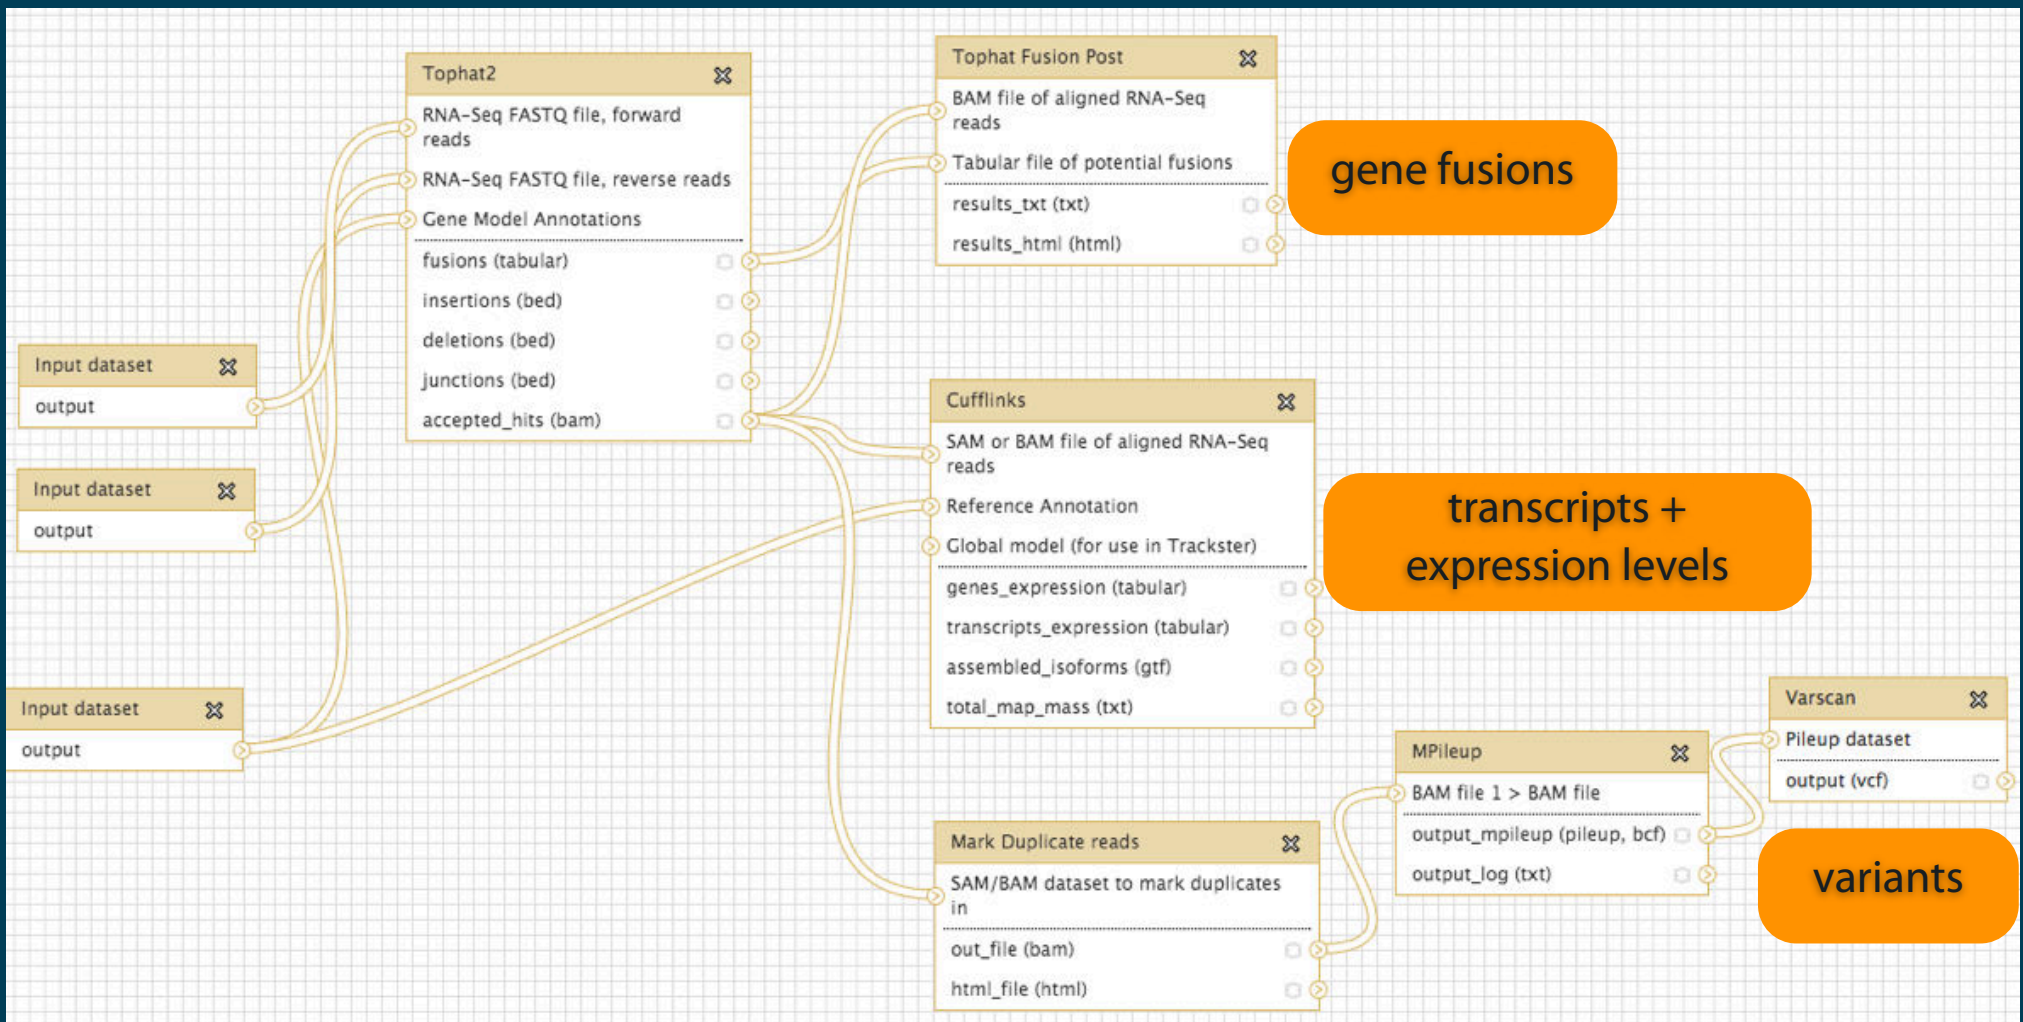 Input dataset
output
Input dataset
output
Input dataset
output
Tophat2
RNA-Seq FASTQ file, forward
reads
RNA-Seq FASTQ file, reverse reads
Gene Model Annotations
fusions (tabular)
insertions (bed)
deletions (bed)
junctions (bed)
accepted_hits (bam)
Tophat Fusion Post
BAM file of aligned RNA-Seq
reads
Tabular file of potential fusions
results_txt (txt)
results_html (html)
gene fusions
Cufflinks
SAM or BAM file of aligned RNA-Seq
reads
Reference Annotation
Global model (for use in Trackster)
genes_expression (tabular)
transcripts_expression (tabular)
assembled_isoforms (gtf)
total_map_mass (txt)
transcripts +
expression levels
Mark Duplicate reads
SAM/BAM dataset to mark duplicates
in
out_file (bam)
html_file (html)
MPileup
BAM file 1 > BAM file
output_mpileup (pileup, bcf)
output_log (txt)
Varscan
Pileup dataset
output (vcf)
variants